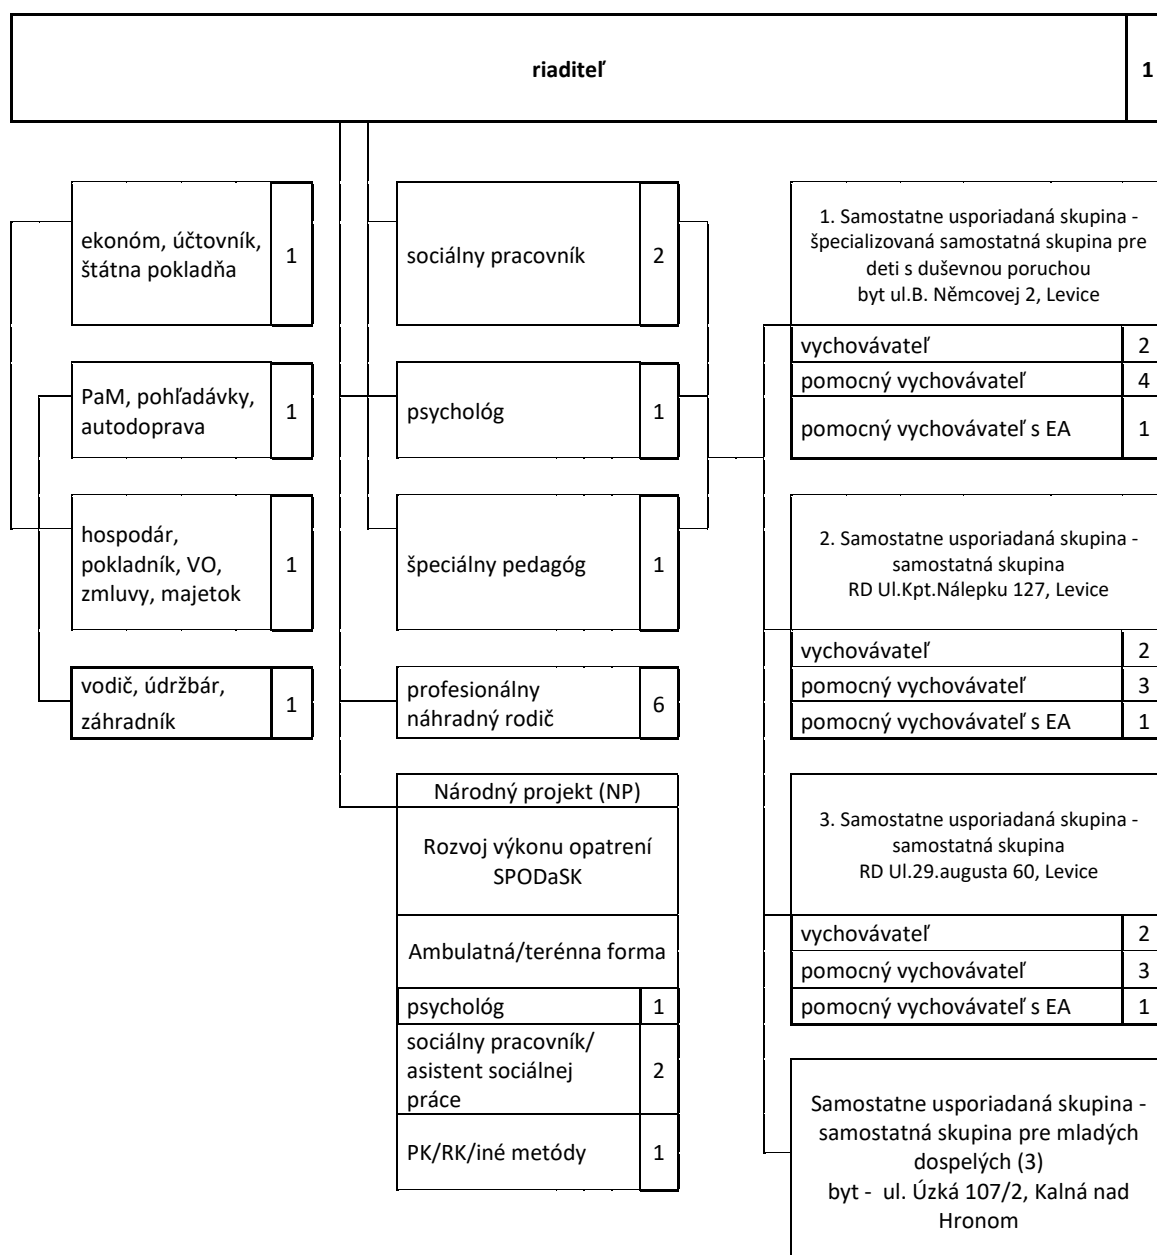 riaditeľ 1
ekonóm, účtovník,
štátna pokladňa
1
PaM, pohľadávky,
autodoprava
1
hospodár,
pokladník, VO,
zmluvy, majetok
1
vodič, údržbár,
záhradník
1
sociálny pracovník 2
psychológ 1
špeciálny pedagóg 1
profesionálny
náhradný rodič
6
Národný projekt (NP)
Rozvoj výkonu opatrení
SPODaSK
Ambulatná/terénna forma
psychológ 1
sociálny pracovník/
asistent sociálnej
práce
2
PK/RK/iné metódy 1
1. Samostatne usporiadaná skupina -
špecializovaná samostatná skupina pre
deti s duševnou poruchou
byt ul.B. Němcovej 2, Levice
vychovávateľ 2
pomocný vychovávateľ 4
pomocný vychovávateľ s EA 1
2. Samostatne usporiadaná skupina -
samostatná skupina
RD Ul.Kpt.Nálepku 127, Levice
vychovávateľ 2
pomocný vychovávateľ 3
pomocný vychovávateľ s EA 1
3. Samostatne usporiadaná skupina -
samostatná skupina
RD Ul.29.augusta 60, Levice
vychovávateľ 2
pomocný vychovávateľ 3
pomocný vychovávateľ s EA 1
Samostatne usporiadaná skupina -
samostatná skupina pre mladých
dospelých (3)
byt - ul. Úzká 107/2, Kalná nad
Hronom